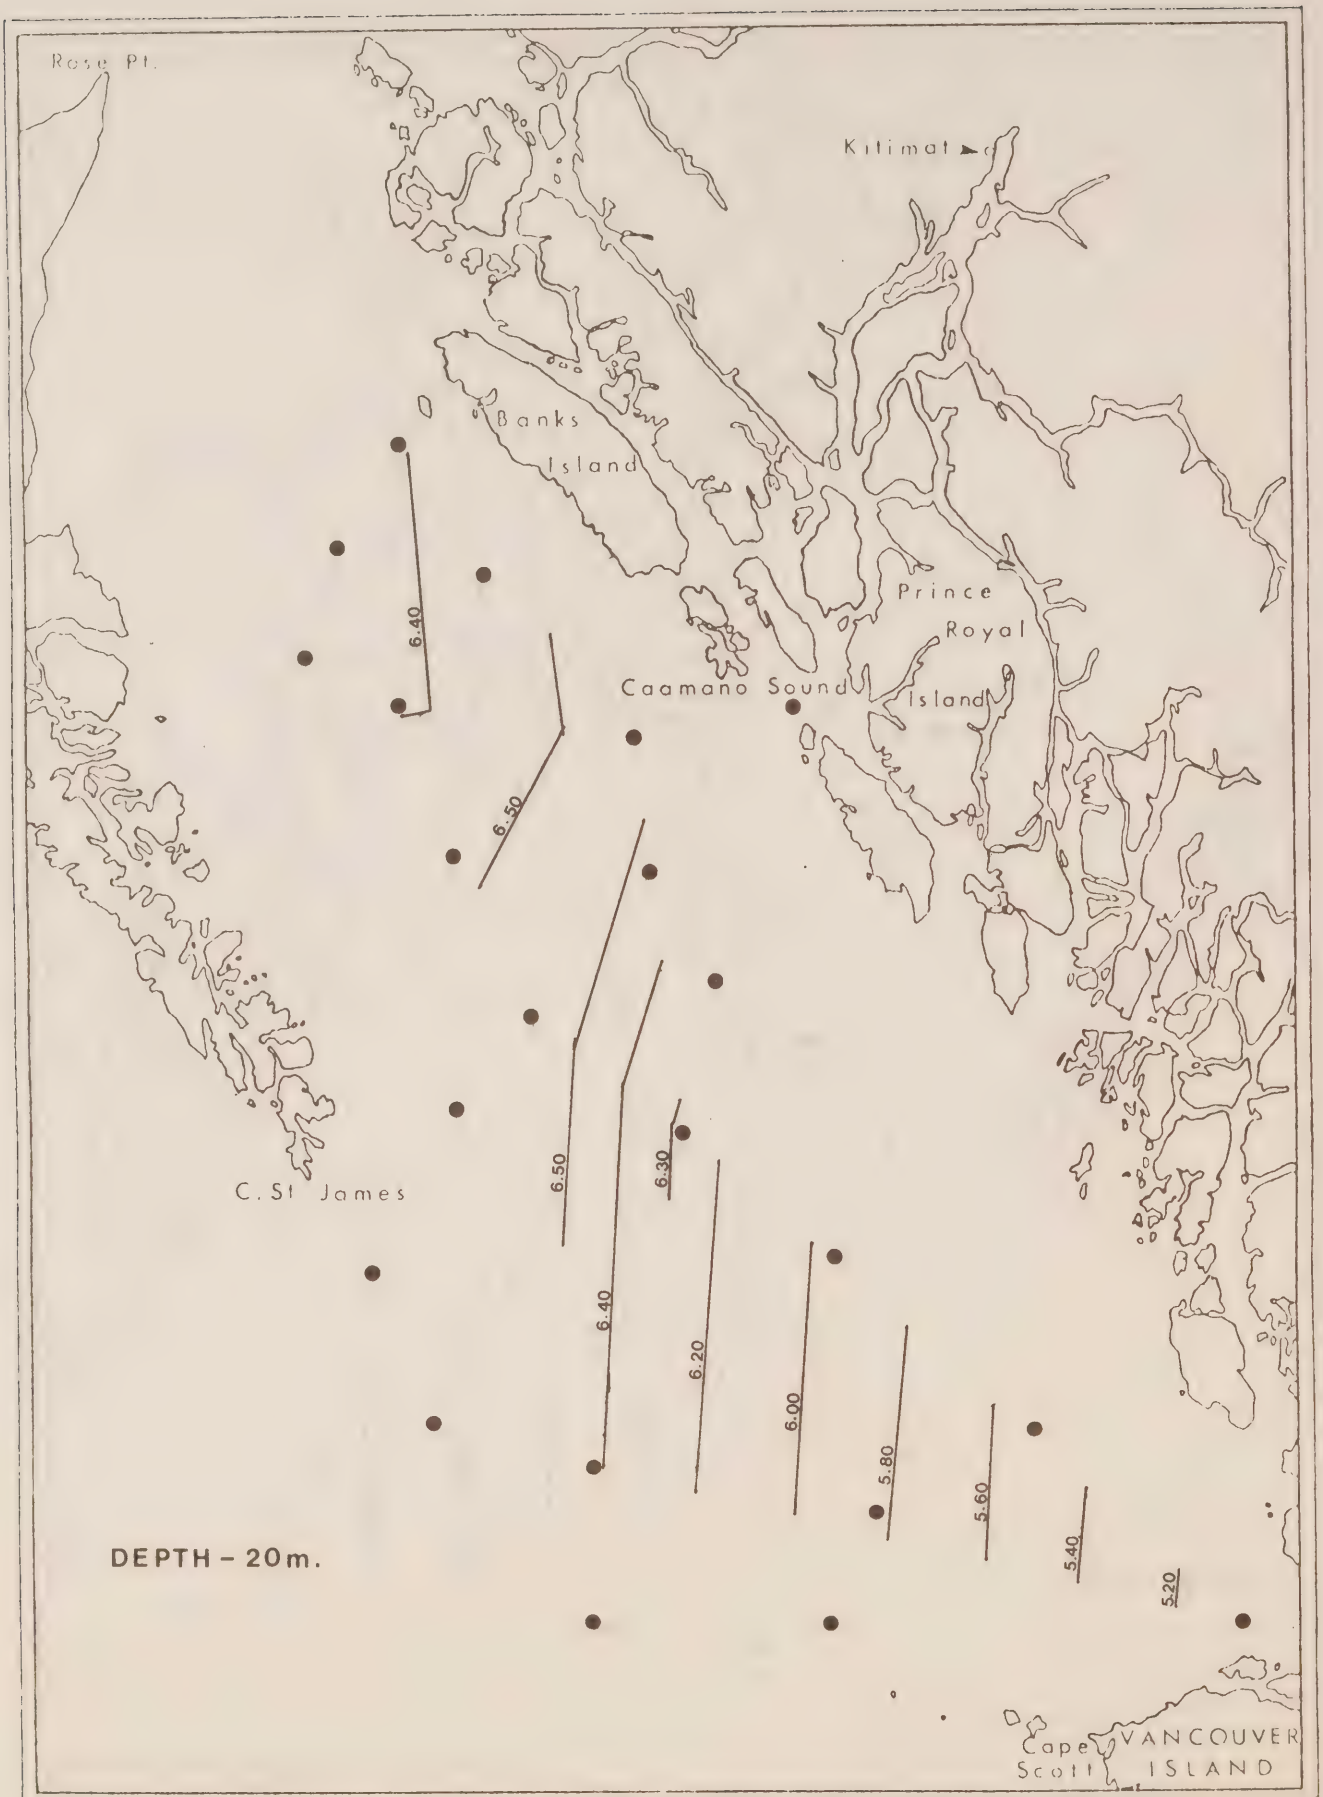 Rose Pt.
Kitimat
Banks
Island
Prince
Royal
Island
6.40
Caamano Sound
6.50
6.50
6.30
C. St James
6.40
6.20
6.00
5.80
5.60
5.40
5.20
DEPTH – 20m.
Cape
Scott
VANCOUVER
ISLAND